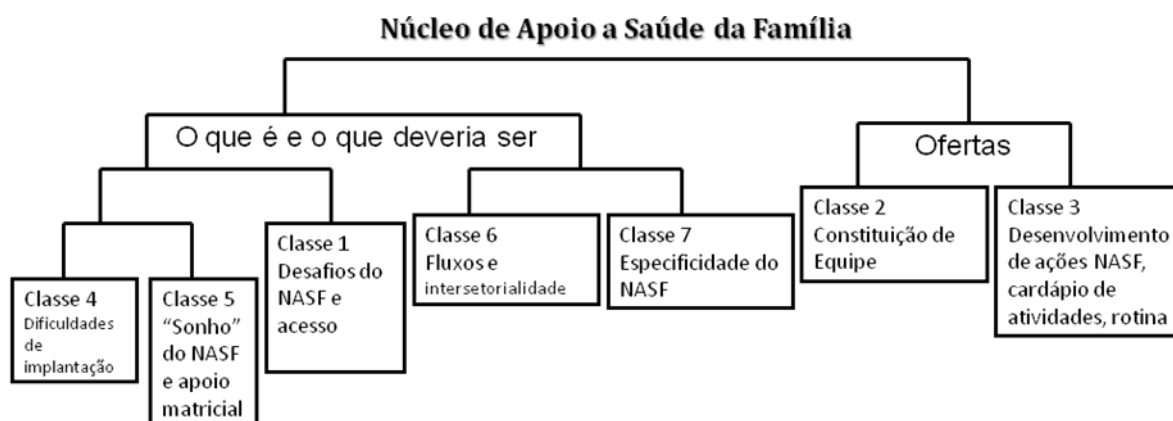 Núcleo de Apoio a Saúde da Família
O que é e o que deveria ser
Ofertas
Classe 4
Dificuldades
de
implantação
Classe 5
“Sonho”
do NASF
e apoio
matricial
Classe 1
Desafios do
NASF e
acesso
Classe 6
Fluxos e
intersetorialidade
Classe 7
Especificidade do
NASF
Classe 2
Constituição de
Equipe
Classe 3
Desenvolvimento
de ações NASF,
cardápio de
atividades, rotina